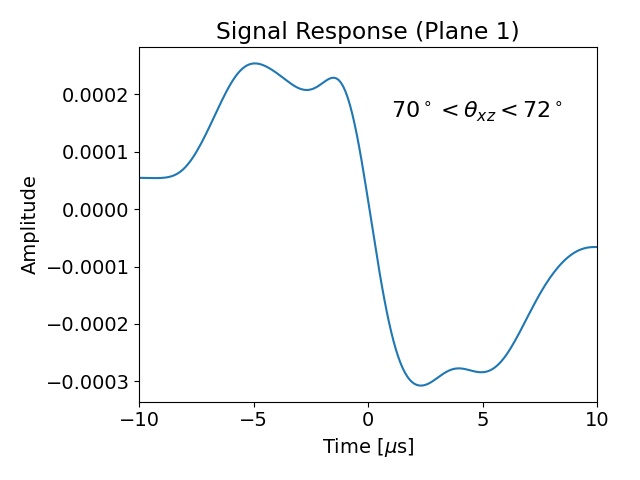 Signal Response (Plane 1)
70° < θxz < 72°
Amplitude
0.0002
0.0001
0.0000
−0.0001
−0.0002
−0.0003
−10 −5 0 5 10
Time [μs]